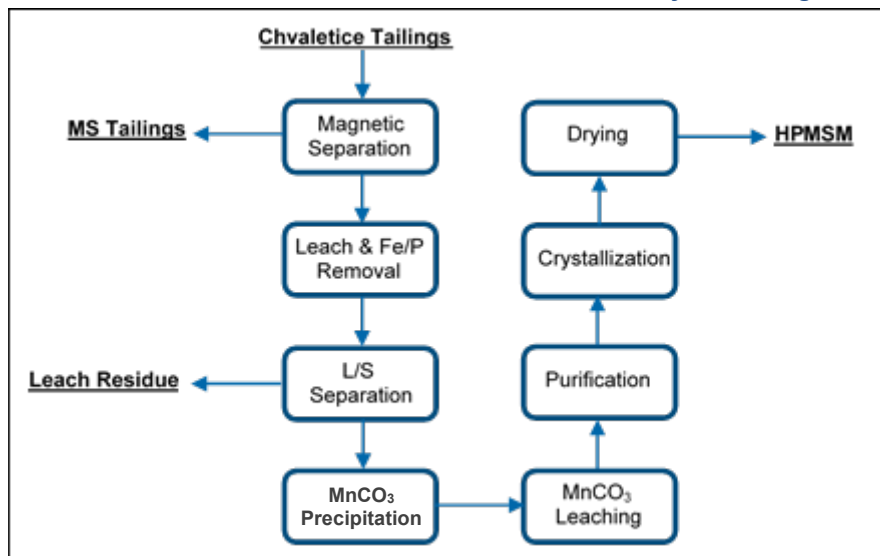 Chvaletice Tailings
Magnetic
Separation
MS Tailings
Leach & Fe/P
Removal
L/S
Separation
Leach Residue
MnCO₃
Precipitation
MnCO₃
Leaching
Purification
Crystallization
Drying
HPMSM